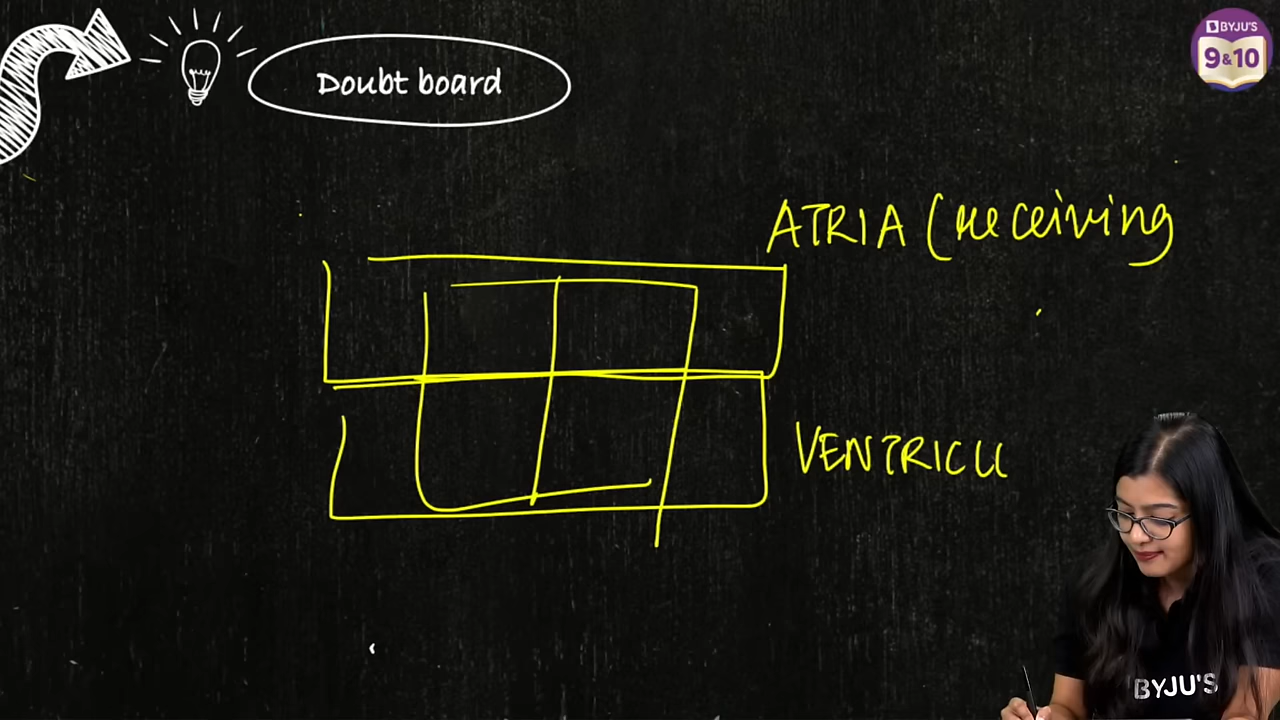 Doubt board
BYJU'S
9&10
ATRIA (receiving
VENTRICU
BYJU'S